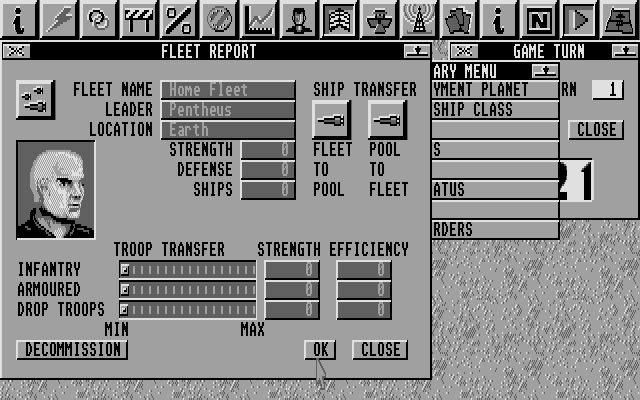 FLEET REPORT
GAME TURN
FLEET NAME Home Fleet
LEADER Pentheus
LOCATION Earth
STRENGTH 0
DEFENSE 0
SHIPS 0
SHIP TRANSFER
FLEET TO POOL
POOL TO FLEET
ARY MENU
YMENT PLANET
SHIP CLASS
S
ATUS
RDERS
RN 1
CLOSE
21
TROOP TRANSFER STRENGTH EFFICIENCY
INFANTRY 0 0
ARMOURED 0 0
DROP TROOPS 0 0
MIN MAX
DECOMMISSION OK CLOSE